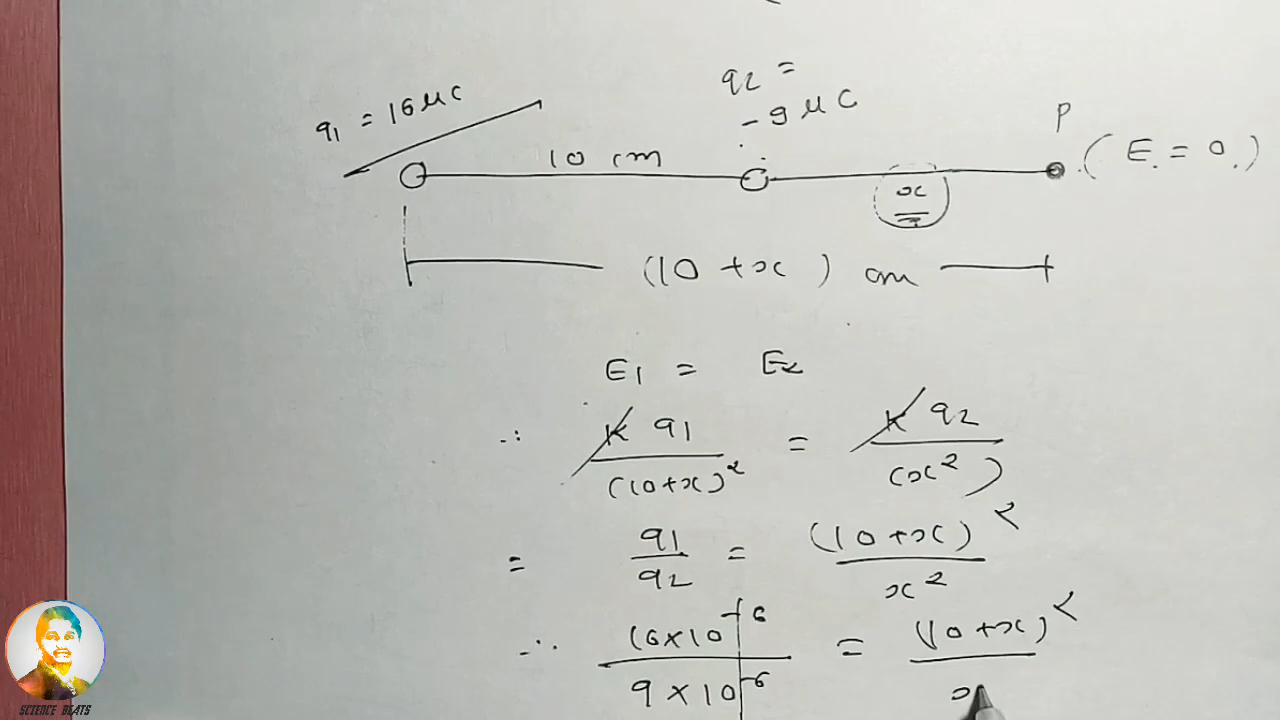 q1 = 16 μC
q2 =
- 9 μC
P
10 cm
(E = 0)
x
(10 + x) cm
E1 = E2
∴ K q1 / (10+x)² = K q2 / (x²)
= q1 / q2 = (10+x)² / x²
∴ 16×10⁻⁶ / 9×10⁻⁶ = (10+x)² / x
SCIENCE BEATS